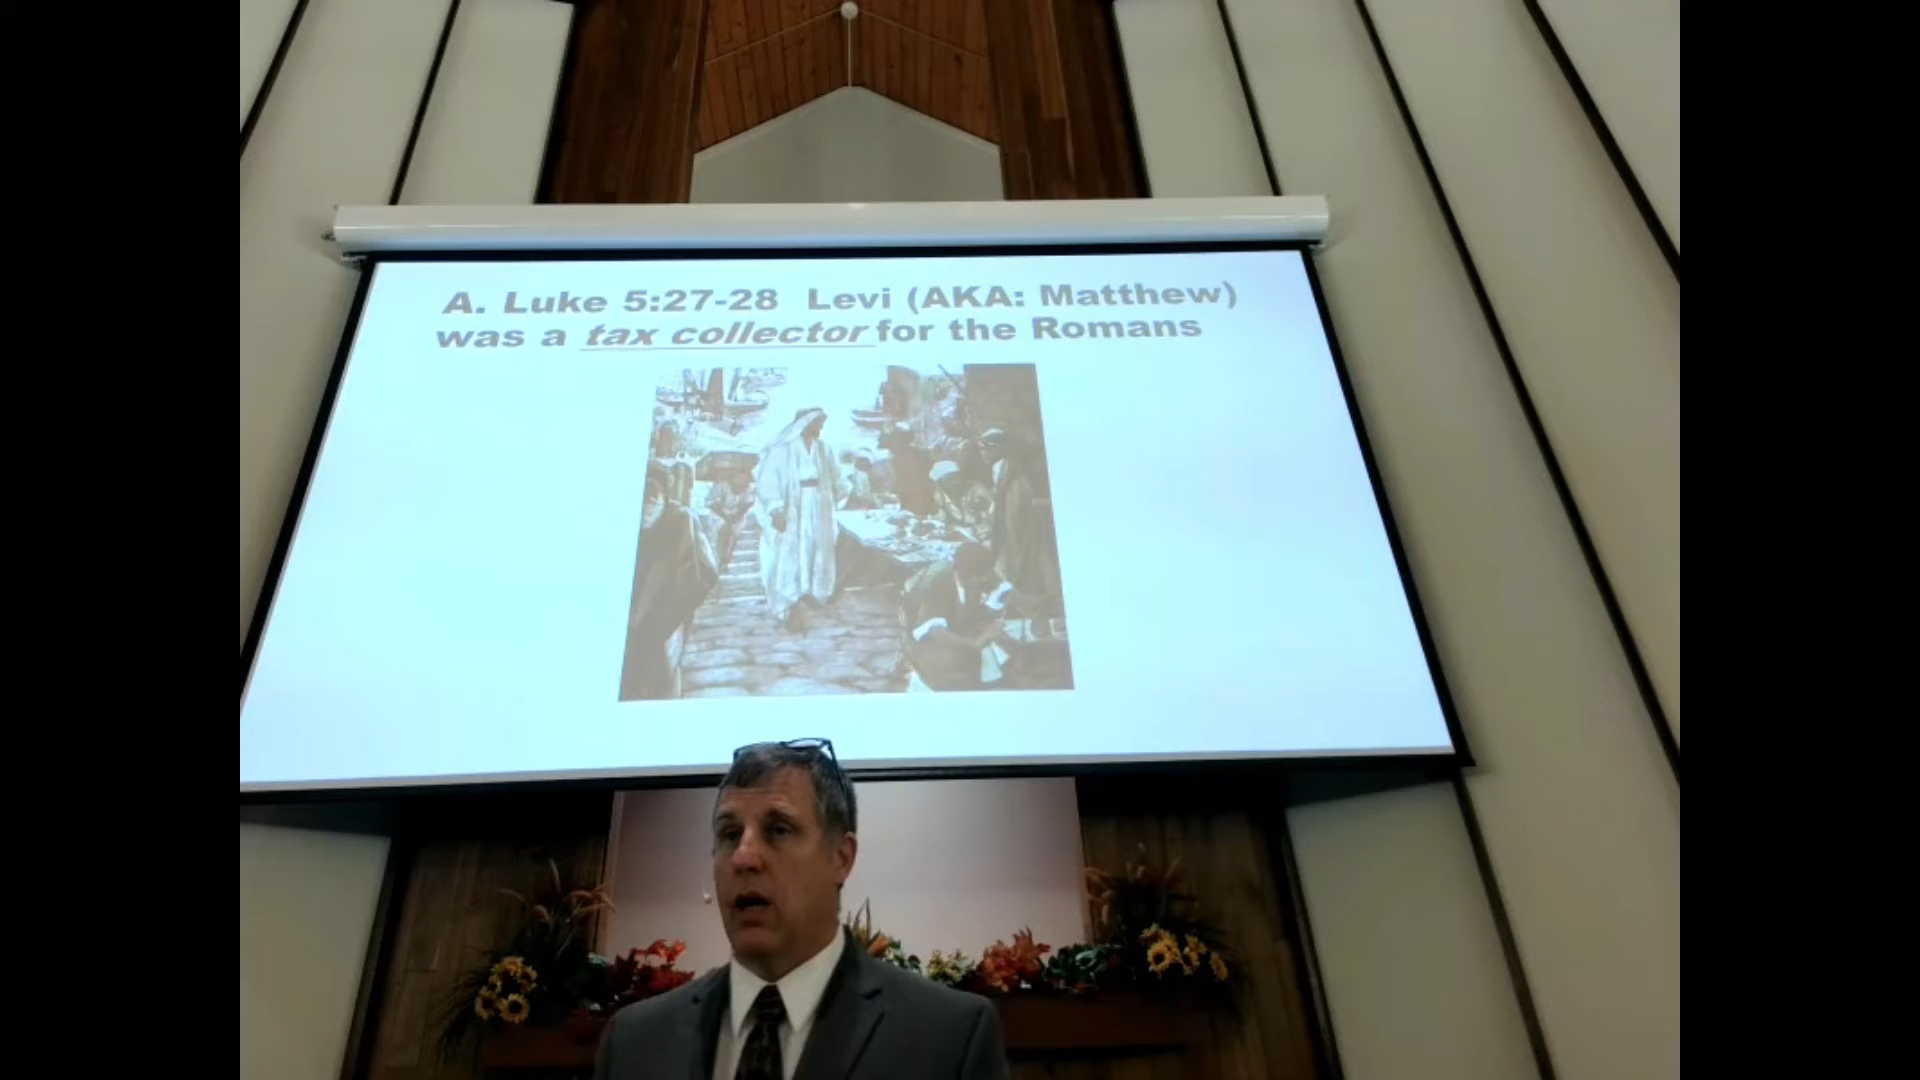 A. Luke 5:27-28 Levi (AKA: Matthew)
was a tax collector for the Romans